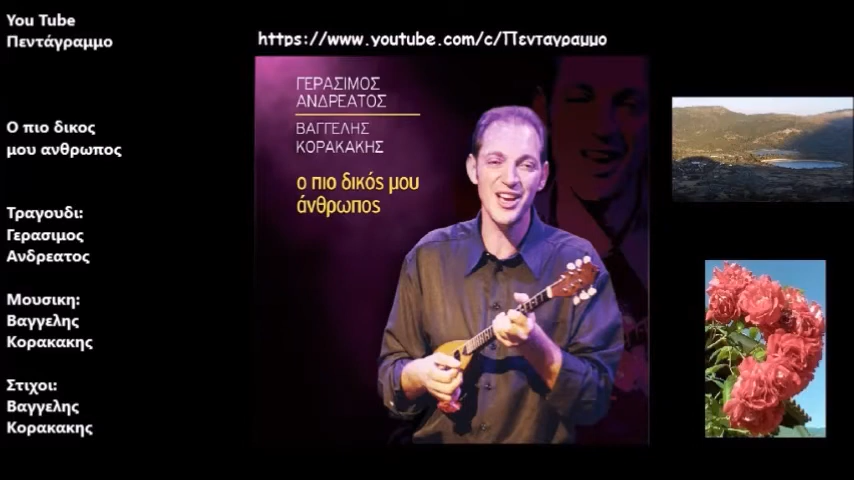 You Tube
Πεντάγραμμο
https://www.youtube.com/c/Πενταγραμμο
Ο πιο δικος
μου ανθρωπος
Τραγουδι:
Γερασιμος
Ανδρεατος
Μουσικη:
Βαγγελης
Κορακακης
Στιχοι:
Βαγγελης
Κορακακης
ΓΕΡΑΣΙΜΟΣ
ΑΝΔΡΕΑΤΟΣ
ΒΑΓΓΕΛΗΣ
ΚΟΡΑΚΑΚΗΣ
ο πιο δικός μου
άνθρωπος